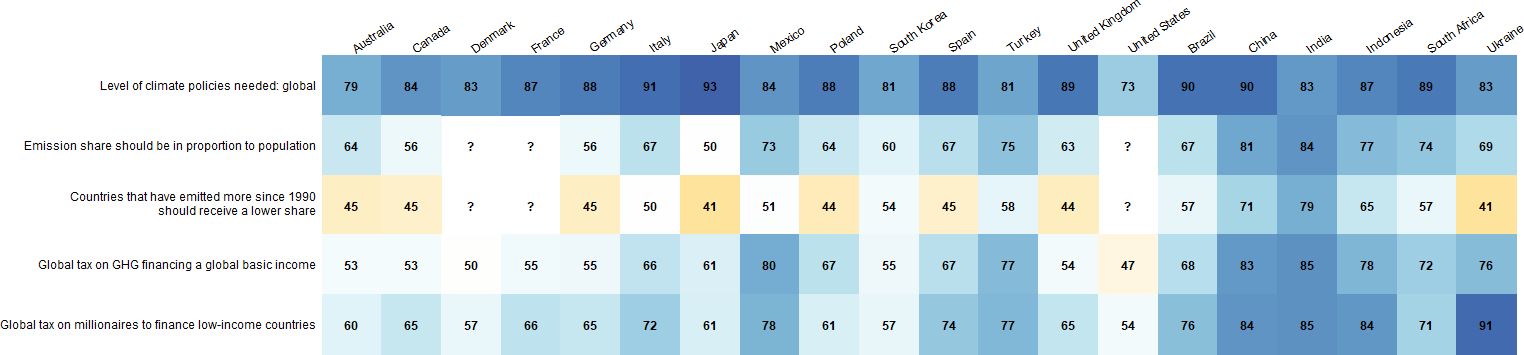 Australia Canada Denmark France Germany Italy Japan Mexico Poland South Korea Spain Turkey United Kingdom United States Brazil China India Indonesia South Africa Ukraine
Level of climate policies needed: global 79 84 83 87 88 91 93 84 88 81 88 81 89 73 90 90 83 87 89 83
Emission share should be in proportion to population 64 56 ? ? 56 67 50 73 64 60 67 75 63 ? 67 81 84 77 74 69
Countries that have emitted more since 1990
should receive a lower share 45 45 ? ? 45 50 41 51 44 54 45 58 44 ? 57 71 79 65 57 41
Global tax on GHG financing a global basic income 53 53 50 55 55 66 61 80 67 55 67 77 54 47 68 83 85 78 72 76
Global tax on millionaires to finance low-income countries 60 65 57 66 65 72 61 78 61 57 74 77 65 54 76 84 85 84 71 91